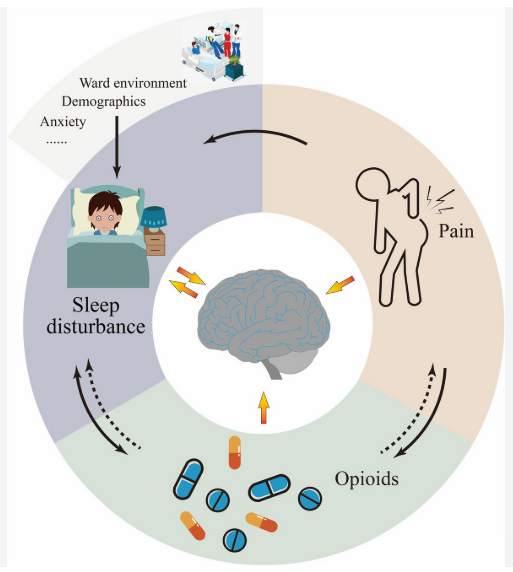 Ward environment
Demographics
Anxiety
......
Pain
Sleep
disturbance
Opioids